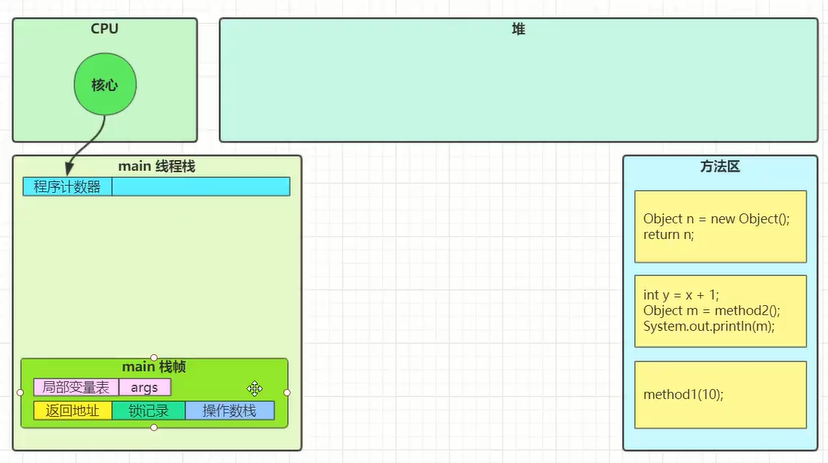 CPU
核心
堆
main 线程栈
程序计数器
main 栈帧
局部变量表 args
返回地址 锁记录 操作数栈
方法区
Object n = new Object();
return n;
int y = x + 1;
Object m = method2();
System.out.println(m);
method1(10);